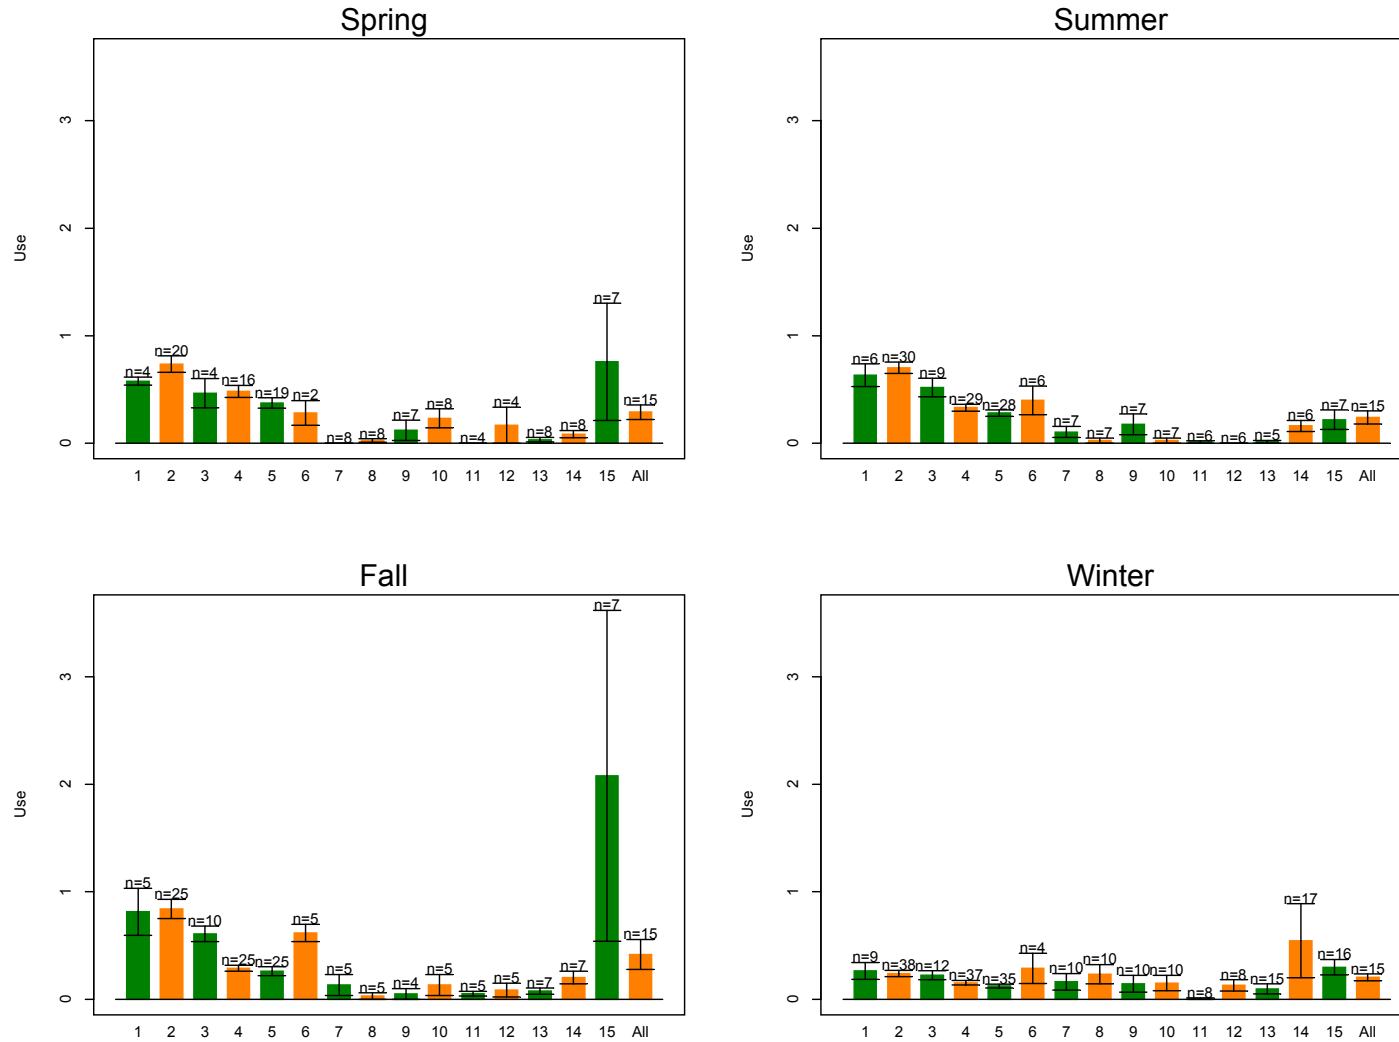 Spring
Use
3
2
1
0
n=4 n=20 n=4 n=16 n=19 n=2 n=8 n=8 n=7 n=8 n=4 n=4 n=8 n=8 n=7 n=15
1 2 3 4 5 6 7 8 9 10 11 12 13 14 15 All
Summer
Use
3
2
1
0
n=6 n=30 n=9 n=29 n=28 n=6 n=7 n=7 n=7 n=7 n=6 n=6 n=5 n=6 n=7 n=15
1 2 3 4 5 6 7 8 9 10 11 12 13 14 15 All
Fall
Use
3
2
1
0
n=5 n=25 n=10 n=25 n=25 n=5 n=5 n=5 n=4 n=5 n=5 n=5 n=7 n=7 n=7 n=15
1 2 3 4 5 6 7 8 9 10 11 12 13 14 15 All
Winter
Use
3
2
1
0
n=9 n=38 n=12 n=37 n=35 n=4 n=10 n=10 n=10 n=10 n=8 n=8 n=15 n=17 n=16 n=15
1 2 3 4 5 6 7 8 9 10 11 12 13 14 15 All